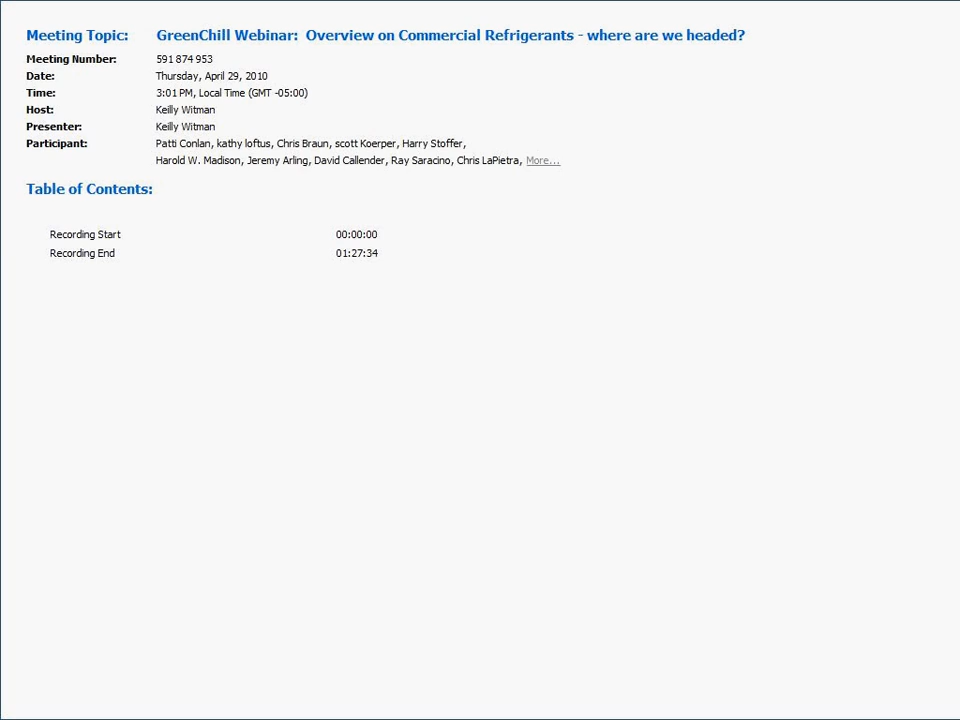 Meeting Topic: GreenChill Webinar: Overview on Commercial Refrigerants - where are we headed?
Meeting Number: 591 874 953
Date: Thursday, April 29, 2010
Time: 3:01 PM, Local Time (GMT -05:00)
Host: Keilly Witman
Presenter: Keilly Witman
Participant: Patti Conlan, kathy loftus, Chris Braun, scott Koerper, Harry Stoffer,
Harold W. Madison, Jeremy Arling, David Callender, Ray Saracino, Chris LaPietra, More...
Table of Contents:
Recording Start 00:00:00
Recording End 01:27:34